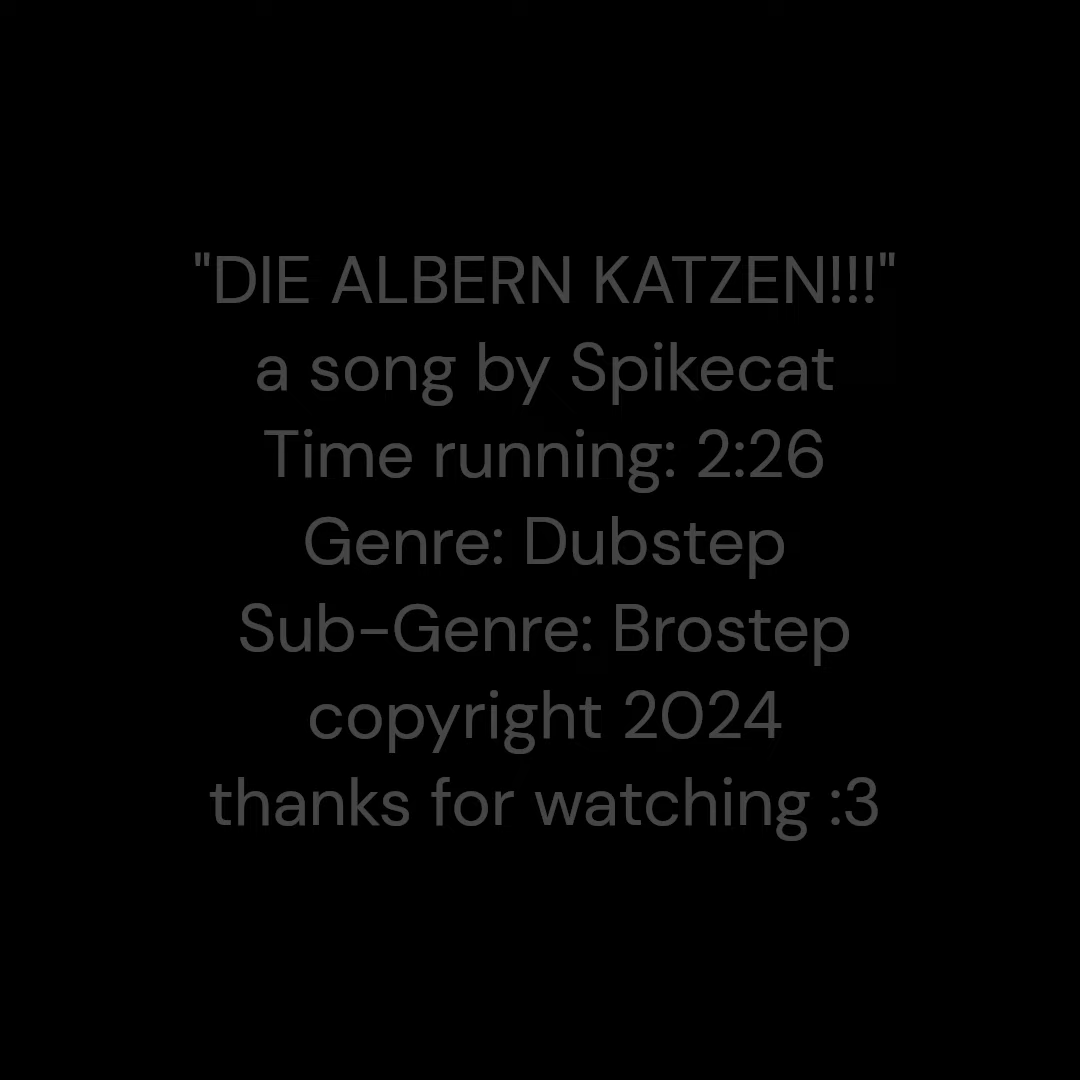 "DIE ALBERN KATZEN!!!"
a song by Spikecat
Time running: 2:26
Genre: Dubstep
Sub-Genre: Brostep
copyright 2024
thanks for watching :3